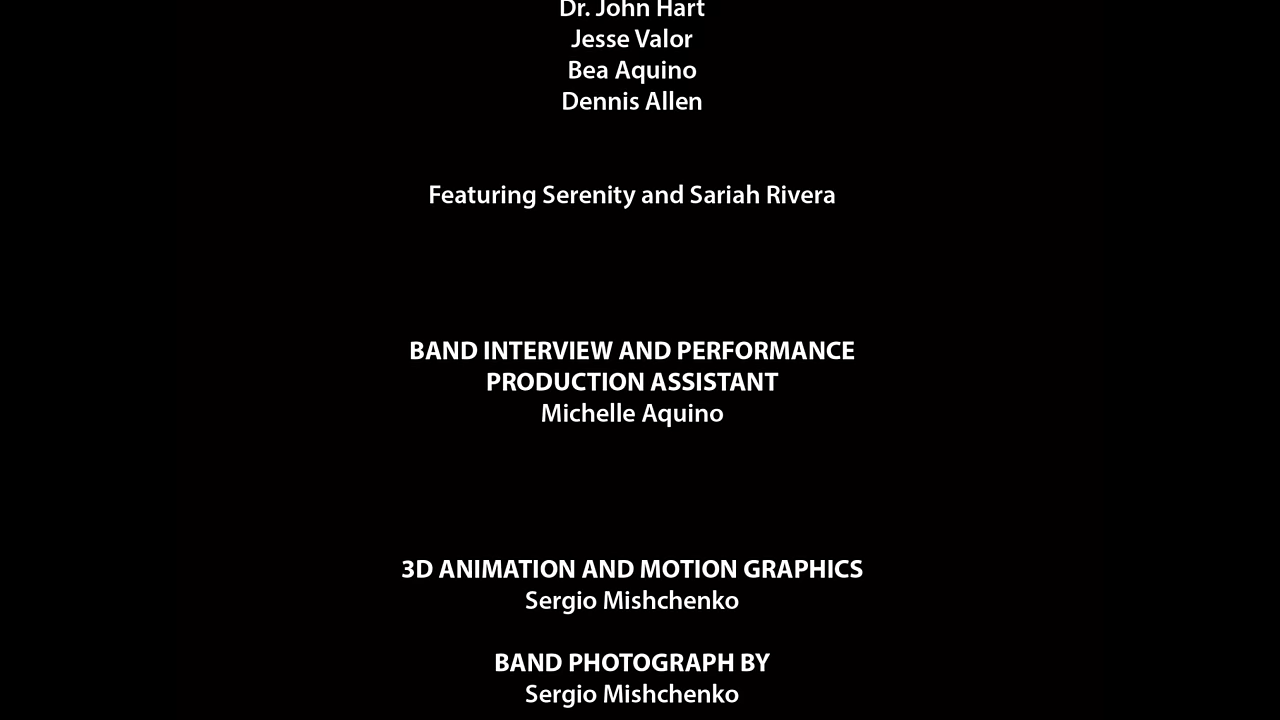 Dr. John Hart
Jesse Valor
Bea Aquino
Dennis Allen
Featuring Serenity and Sariah Rivera
BAND INTERVIEW AND PERFORMANCE
PRODUCTION ASSISTANT
Michelle Aquino
3D ANIMATION AND MOTION GRAPHICS
Sergio Mishchenko
BAND PHOTOGRAPH BY
Sergio Mishchenko